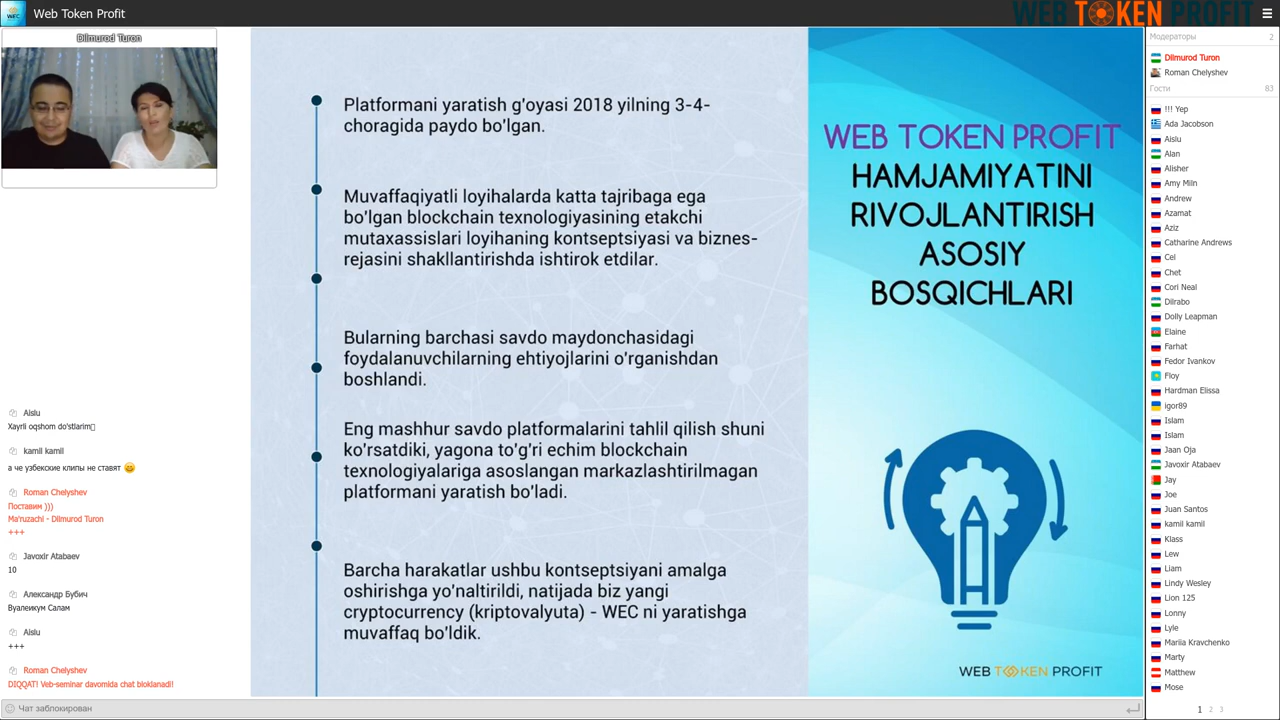 WEC
Web Token Profit
WEB TOKEN PROFIT
Dilmurod Turon
Aislu
Xayrli oqshom do'stlarim
kamil kamil
а че узбекские клипы не ставят
Roman Chelyshev
Поставим )))
Ma'ruzachi - Dilmurod Turon
+++
Javoxir Atabaev
10
Александр Бубич
Вуалеикум Салам
Aislu
+++
Roman Chelyshev
DIQQAT! Veb-seminar davomida chat bloklanadi!
Чат заблокирован
Platformani yaratish g'oyasi 2018 yilning 3-4-
choragida paydo bo'lgan.
Muvaffaqiyatli loyihalarda katta tajribaga ega
bo'lgan blockchain texnologiyasining etakchi
mutaxassislari loyihaning kontseptsiyasi va biznes-
rejasini shakllantirishda ishtirok etdilar.
Bularning barchasi savdo maydonchasidagi
foydalanuvchilarning ehtiyojlarini o'rganishdan
boshlandi.
Eng mashhur savdo platformalarini tahlil qilish shuni
ko'rsatdiki, yagona to'g'ri echim blockchain
texnologiyalariga asoslangan markazlashtirilmagan
platformani yaratish bo'ladi.
Barcha harakatlar ushbu kontseptsiyani amalga
oshirishga yo'naltirildi, natijada biz yangi
cryptocurrency (kriptovalyuta) - WEC ni yaratishga
muvaffaq bo'ldik.
WEB TOKEN PROFIT
HAMJAMIYATINI
RIVOJLANTIRISH
ASOSIY
BOSQICHLARI
WEB TOKEN PROFIT
Модераторы 2
Dilmurod Turon
Roman Chelyshev
Гости 83
!!! Yep
Ada Jacobson
Aislu
Alan
Alisher
Amy Miln
Andrew
Azamat
Aziz
Catharine Andrews
Cel
Chet
Cori Neal
Dilrabo
Dolly Leapman
Elaine
Farhat
Fedor Ivankov
Floy
Hardman Elissa
igor89
Islam
Islam
Jaan Oja
Javoxir Atabaev
Jay
Joe
Juan Santos
kamil kamil
Klass
Lew
Liam
Lindy Wesley
Lion 125
Lonny
Lyle
Mariia Kravchenko
Marty
Matthew
Mose
1 2 3